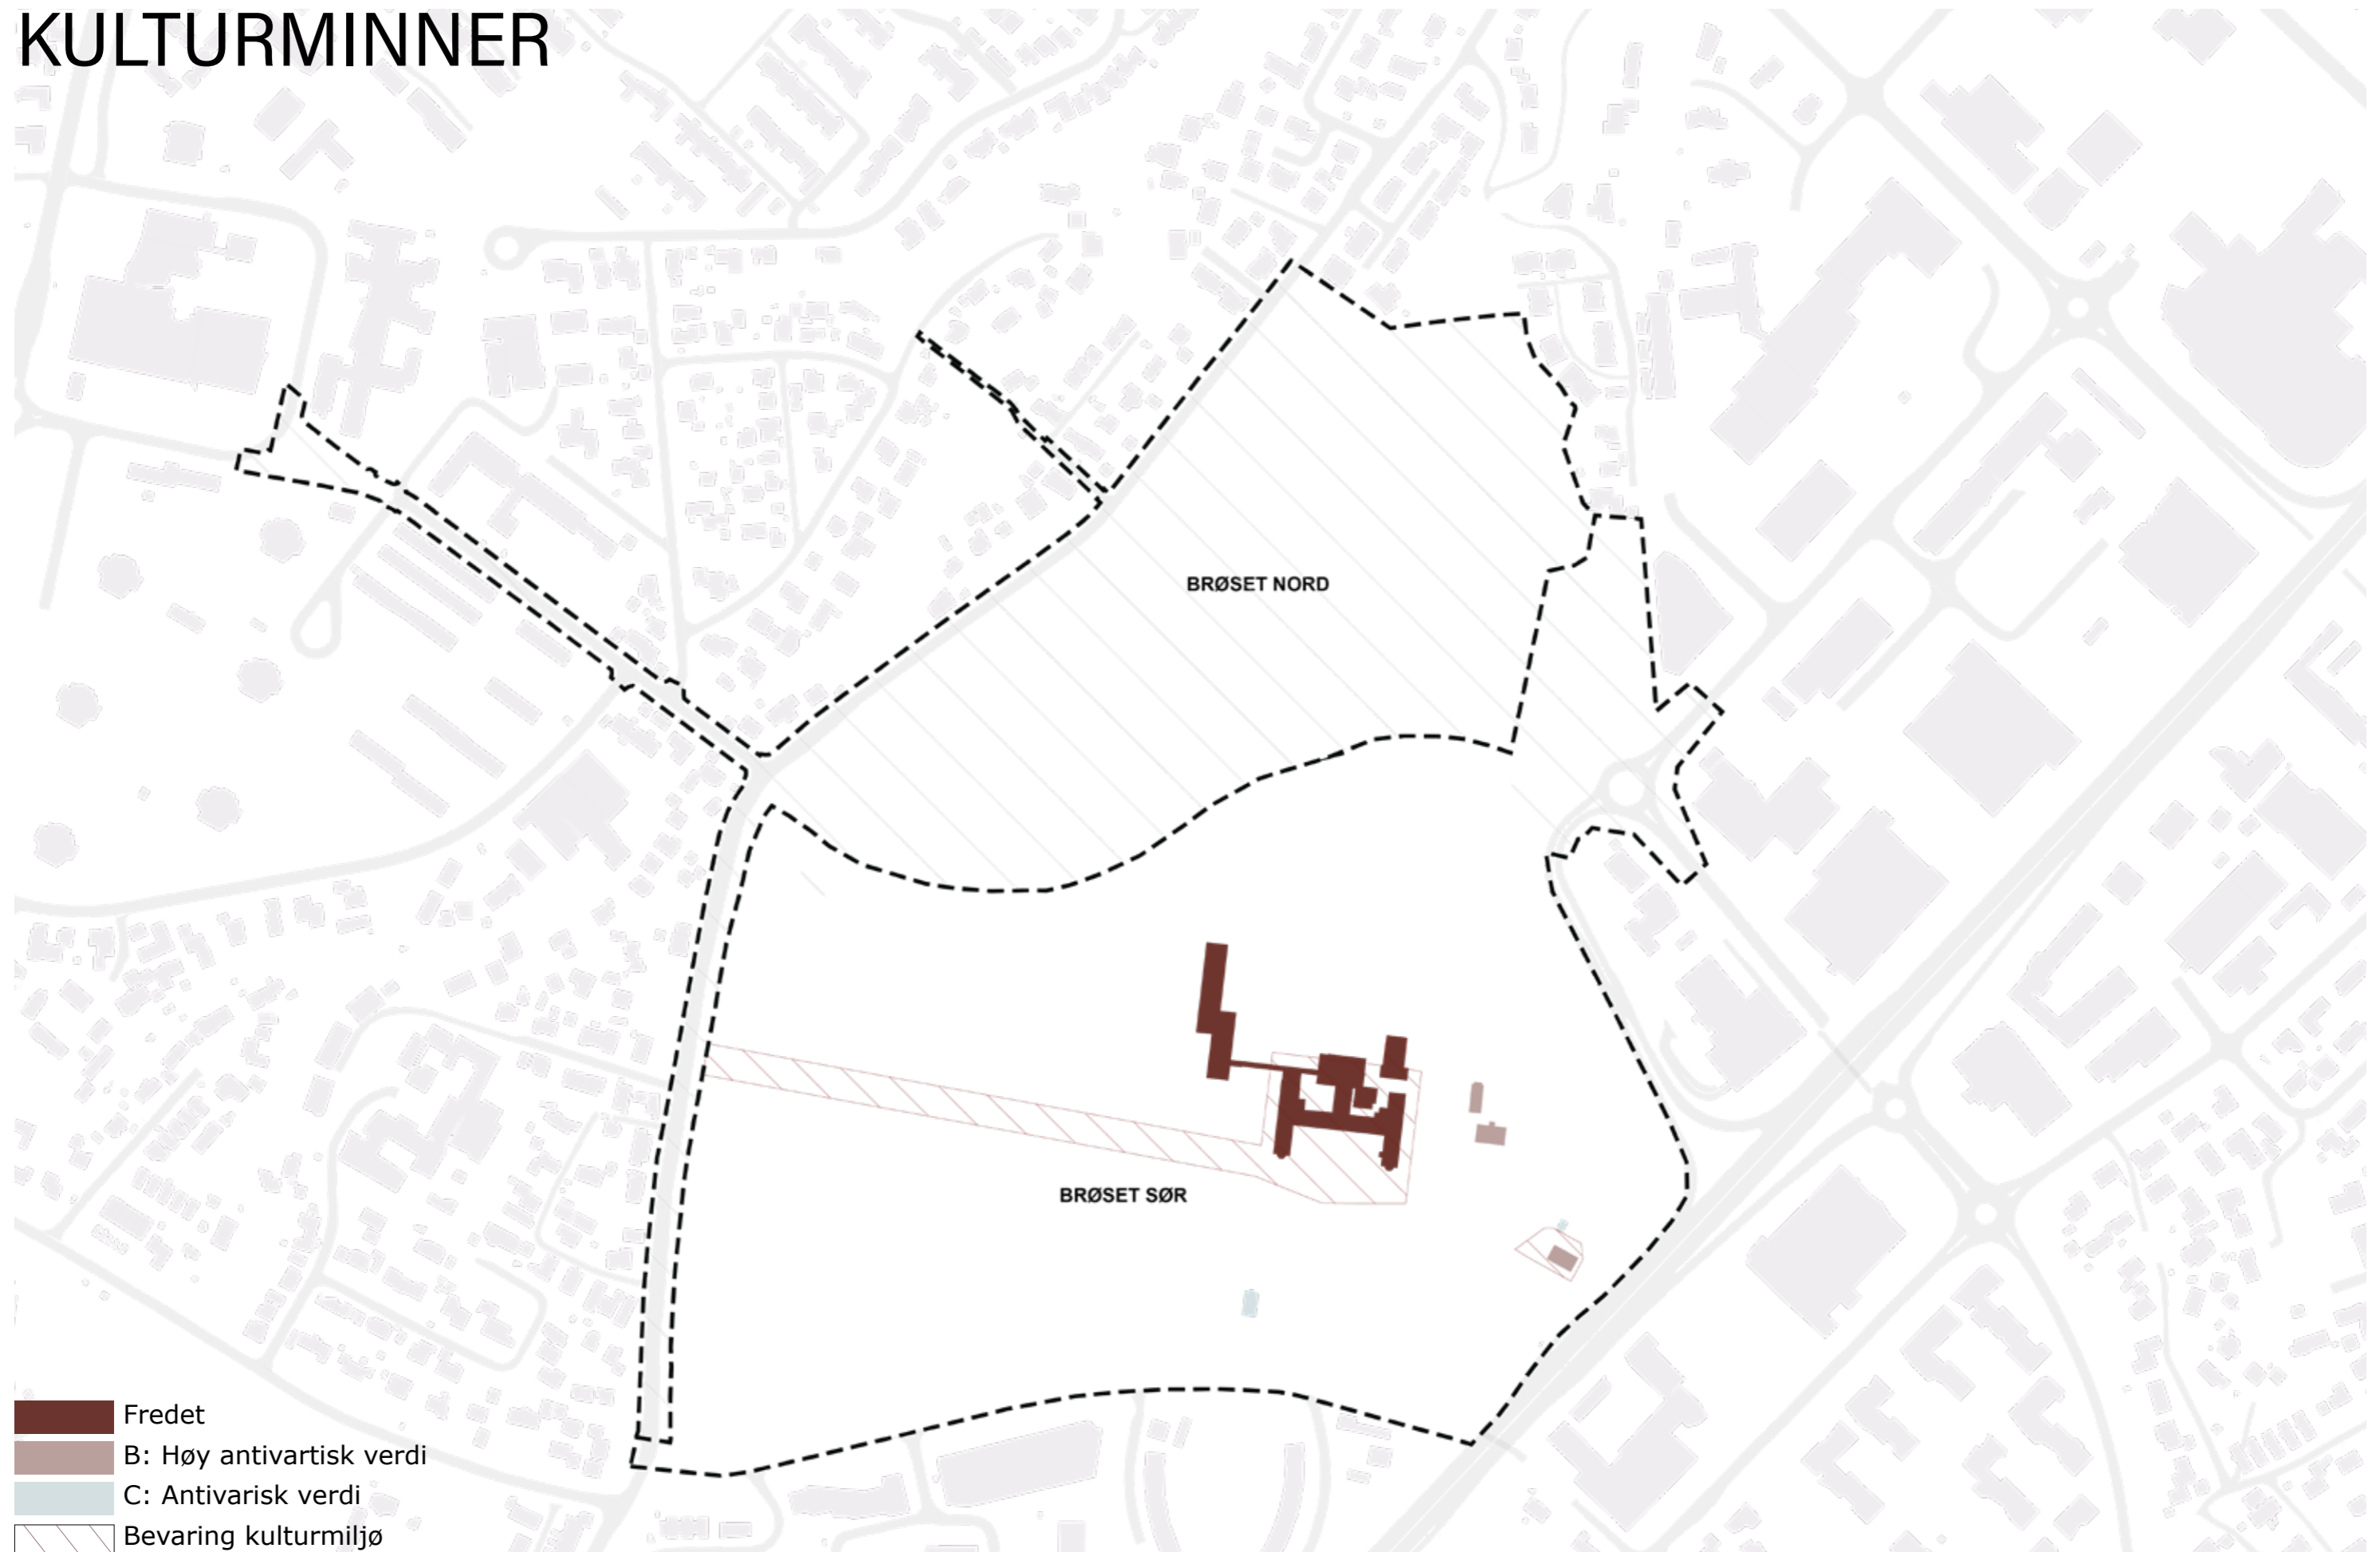 KULTURMINNER
BRØSET NORD
BRØSET SØR
Fredet
B: Høy antivartisk verdi
C: Antivarisk verdi
Bevaring kulturmiljø